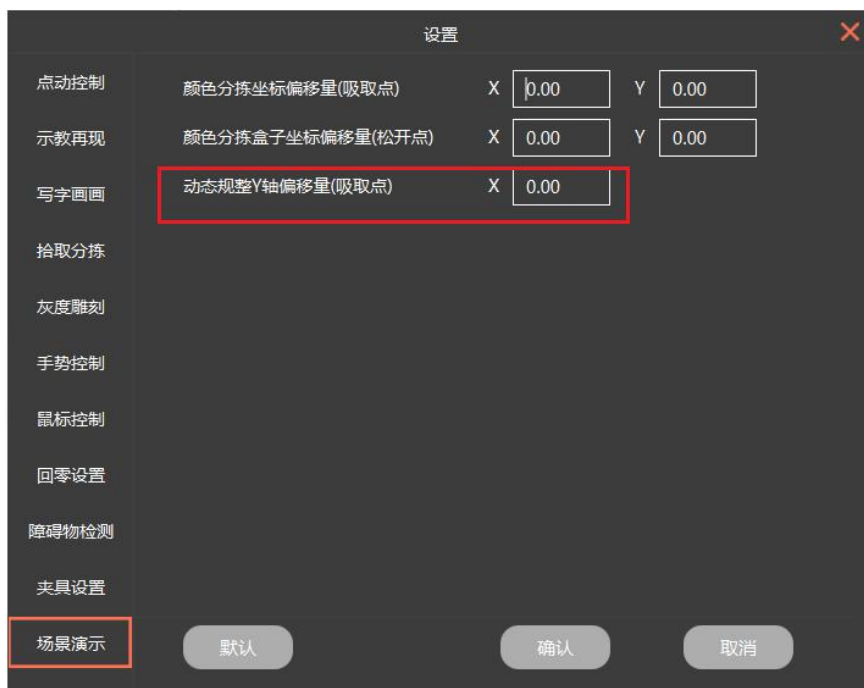 设置
点动控制
示教再现
写字画画
拾取分拣
灰度雕刻
手势控制
鼠标控制
回零设置
障碍物检测
夹具设置
场景演示
颜色分拣坐标偏移量(吸取点) X 0.00 Y 0.00
颜色分拣盒子坐标偏移量(松开点) X 0.00 Y 0.00
动态规整Y轴偏移量(吸取点) X 0.00
默认 确认 取消